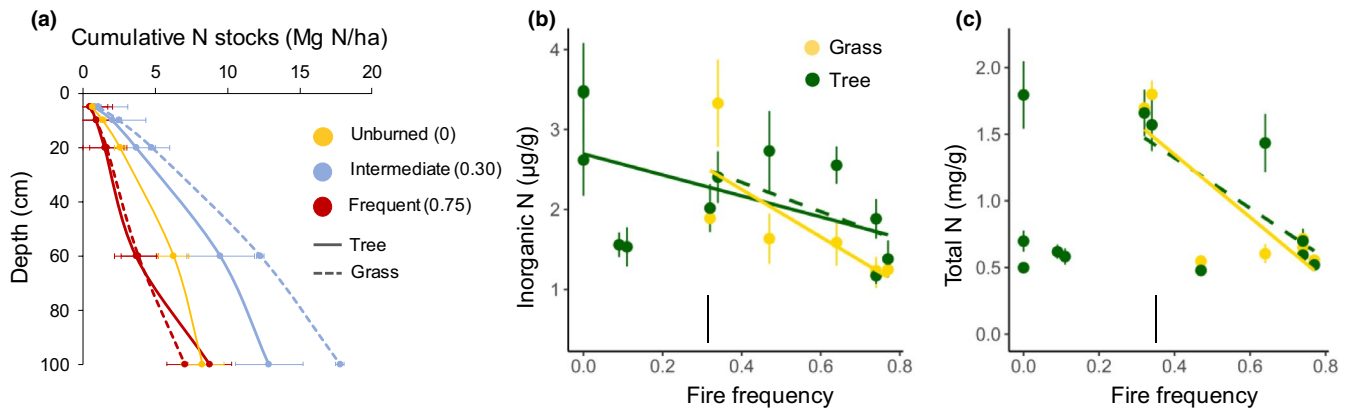 (a)
Cumulative N stocks (Mg N/ha)
0 5 10 15 20
0
20
40
60
80
100
Depth (cm)
Unburned (0)
Intermediate (0.30)
Frequent (0.75)
Tree
Grass
(b)
Inorganic N (µg/g)
4
3
2
1
Grass
Tree
0.0 0.2 0.4 0.6 0.8
Fire frequency
(c)
Total N (mg/g)
2.0
1.5
1.0
0.5
0.0
0.0 0.2 0.4 0.6 0.8
Fire frequency